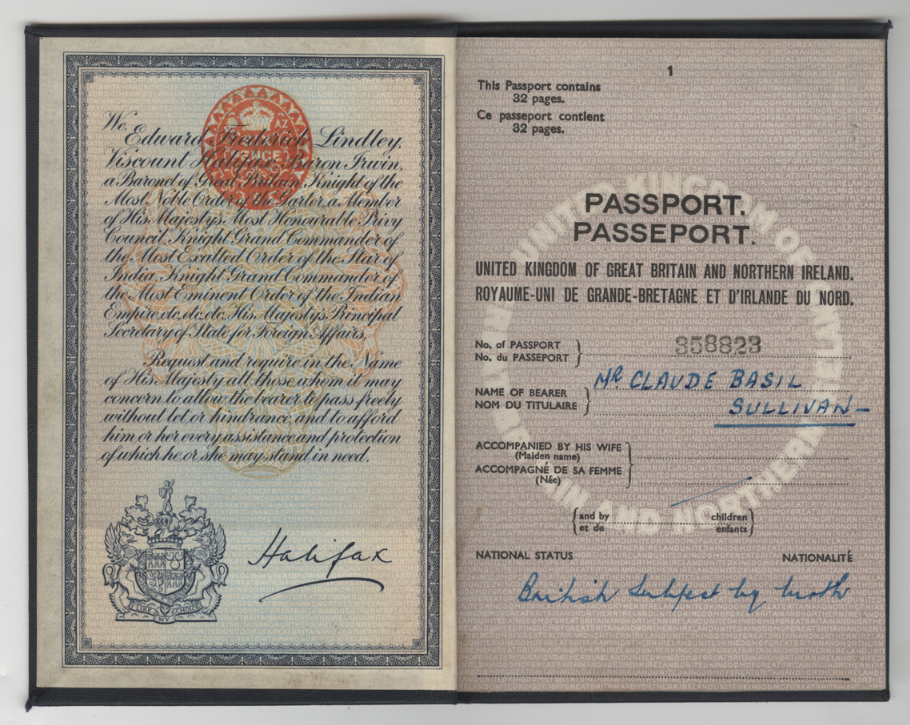 We,
Edward Frederick Lindley,
Viscount Halifax, Baron Irwin,
a Baronet of Great Britain, Knight of the
Most Noble Order of the Garter, a Member
of His Majesty's Most Honourable Privy
Council, Knight Grand Commander of
the Most Exalted Order of the Star of
India, Knight Grand Commander of
the Most Eminent Order of the Indian
Empire, etc, etc, etc, His Majesty's Principal
Secretary of State for Foreign Affairs,
Request and require in the Name
of His Majesty all those whom it may
concern to allow the bearer to pass freely
without let or hindrance, and to afford
him or her every assistance and protection
of which he or she may stand in need.
Halifax
1
This Passport contains
32 pages.
Ce passeport contient
32 pages.
PASSPORT.
PASSEPORT.
UNITED KINGDOM OF GREAT BRITAIN AND NORTHERN IRELAND.
ROYAUME-UNI DE GRANDE-BRETAGNE ET D'IRLANDE DU NORD.
No. of PASSPORT 358823
No. du PASSEPORT
NAME OF BEARER MR CLAUDE BASIL
NOM DU TITULAIRE SULLIVAN
ACCOMPANIED BY HIS WIFE
(Maiden name)
ACCOMPAGNÉ DE SA FEMME
(Née)
and by children
et de enfants
NATIONAL STATUS NATIONALITÉ
British Subject by birth